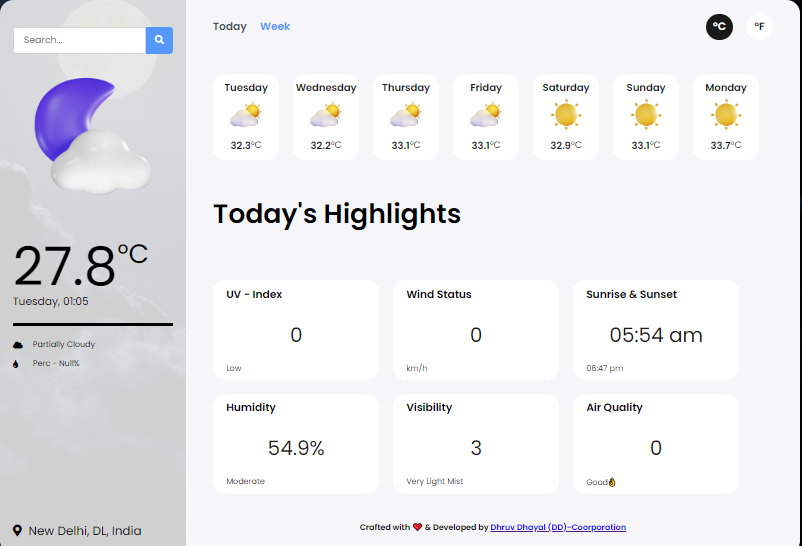 Search...
27.8°C
Tuesday, 01:05
Partially Cloudy
Perc - Null%
New Delhi, DL, India
Today Week °C °F
Tuesday Wednesday Thursday Friday Saturday Sunday Monday
32.3°C 32.2°C 33.1°C 33.1°C 32.9°C 33.1°C 33.7°C
Today's Highlights
UV - Index
0
Low
Wind Status
0
km/h
Sunrise & Sunset
05:54 am
06:47 pm
Humidity
54.9%
Moderate
Visibility
3
Very Light Mist
Air Quality
0
Good👌
Crafted with ❤️ & Developed by Dhruv Dhayal (DD)-Coorporation